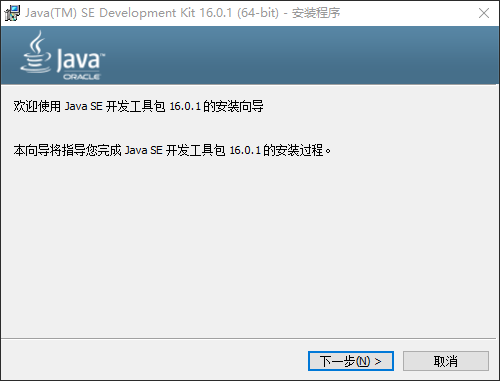 Java(TM) SE Development Kit 16.0.1 (64-bit) - 安装程序
Java
ORACLE
欢迎使用 Java SE 开发工具包 16.0.1 的安装向导
本向导将指导您完成 Java SE 开发工具包 16.0.1 的安装过程。
下一步(N) >
取消